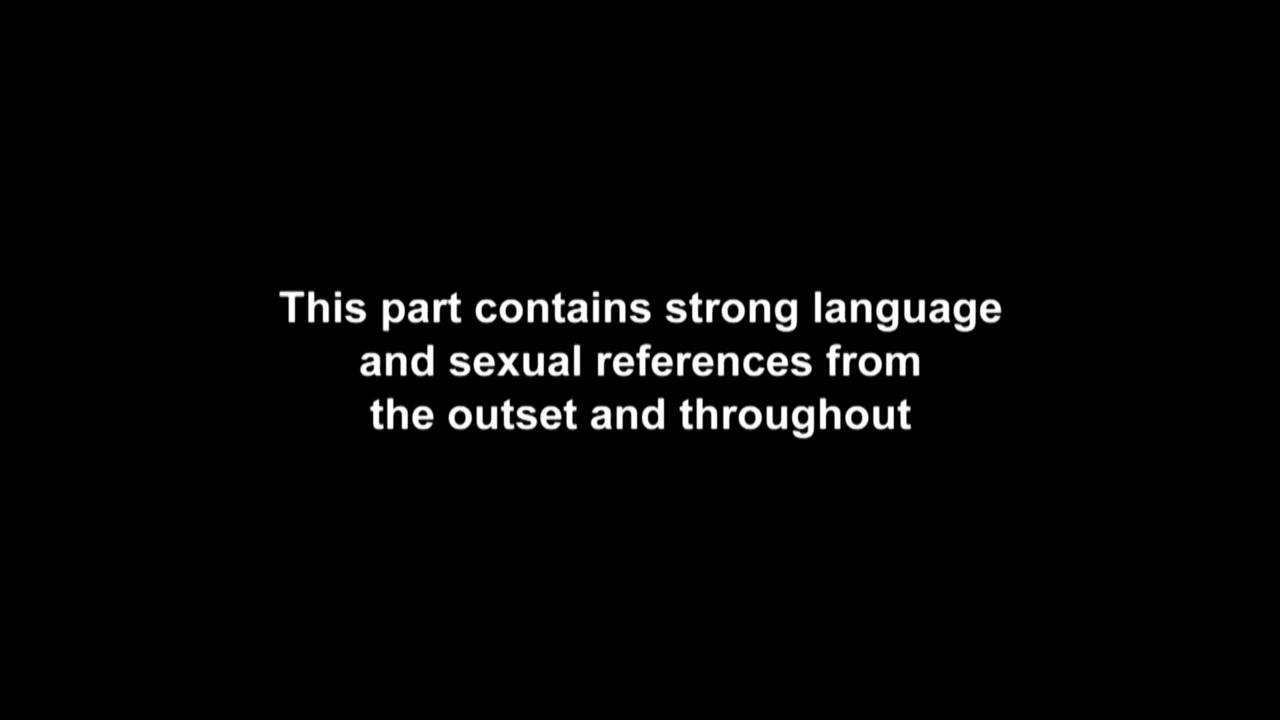 This part contains strong language
and sexual references from
the outset and throughout